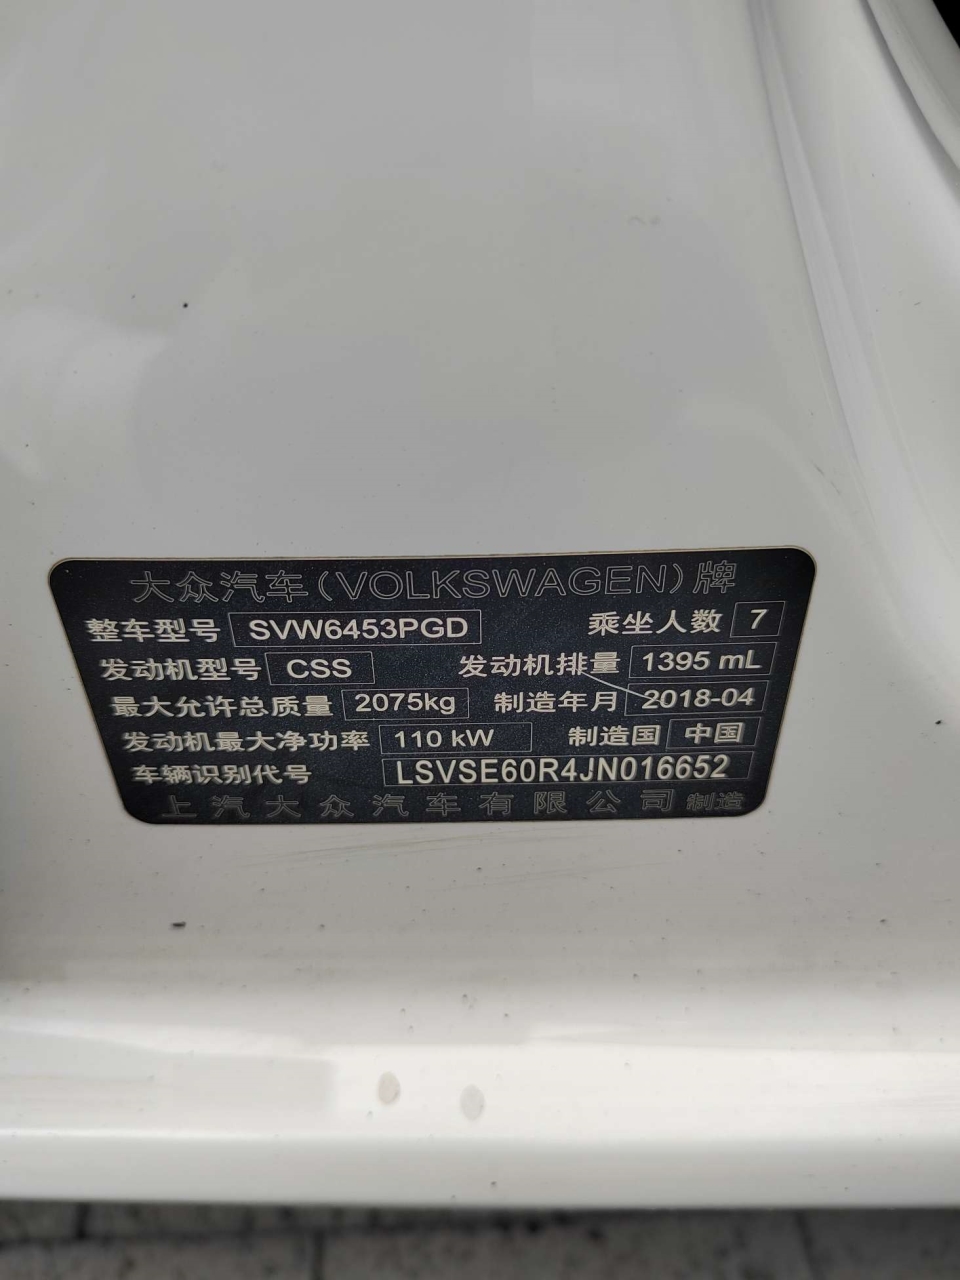 大众汽车(VOLKSWAGEN)牌
整车型号 SVW6453PGD 乘坐人数 7
发动机型号 CSS 发动机排量 1395 mL
最大允许总质量 2075kg 制造年月 2018-04
发动机最大净功率 110 kW 制造国 中国
车辆识别代号 LSVSE60R4JN016652
上汽大众汽车有限公司 制造